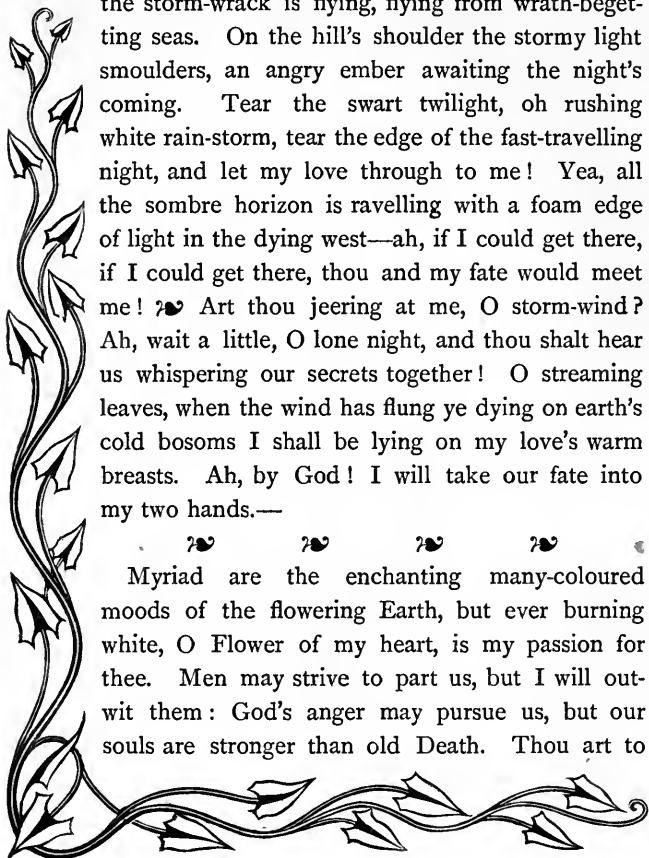 the storm-wrack is flying, flying from wrath-beget-
ting seas. On the hill's shoulder the stormy light
smoulders, an angry ember awaiting the night's
coming. Tear the swart twilight, oh rushing
white rain-storm, tear the edge of the fast-travelling
night, and let my love through to me! Yea, all
the sombre horizon is ravelling with a foam edge
of light in the dying west—ah, if I could get there,
if I could get there, thou and my fate would meet
me! ❧ Art thou jeering at me, O storm-wind?
Ah, wait a little, O lone night, and thou shalt hear
us whispering our secrets together! O streaming
leaves, when the wind has flung ye dying on earth's
cold bosoms I shall be lying on my love's warm
breasts. Ah, by God! I will take our fate into
my two hands.—
❧ ❧ ❧ ❧
Myriad are the enchanting many-coloured
moods of the flowering Earth, but ever burning
white, O Flower of my heart, is my passion for
thee. Men may strive to part us, but I will out-
wit them: God's anger may pursue us, but our
souls are stronger than old Death. Thou art to